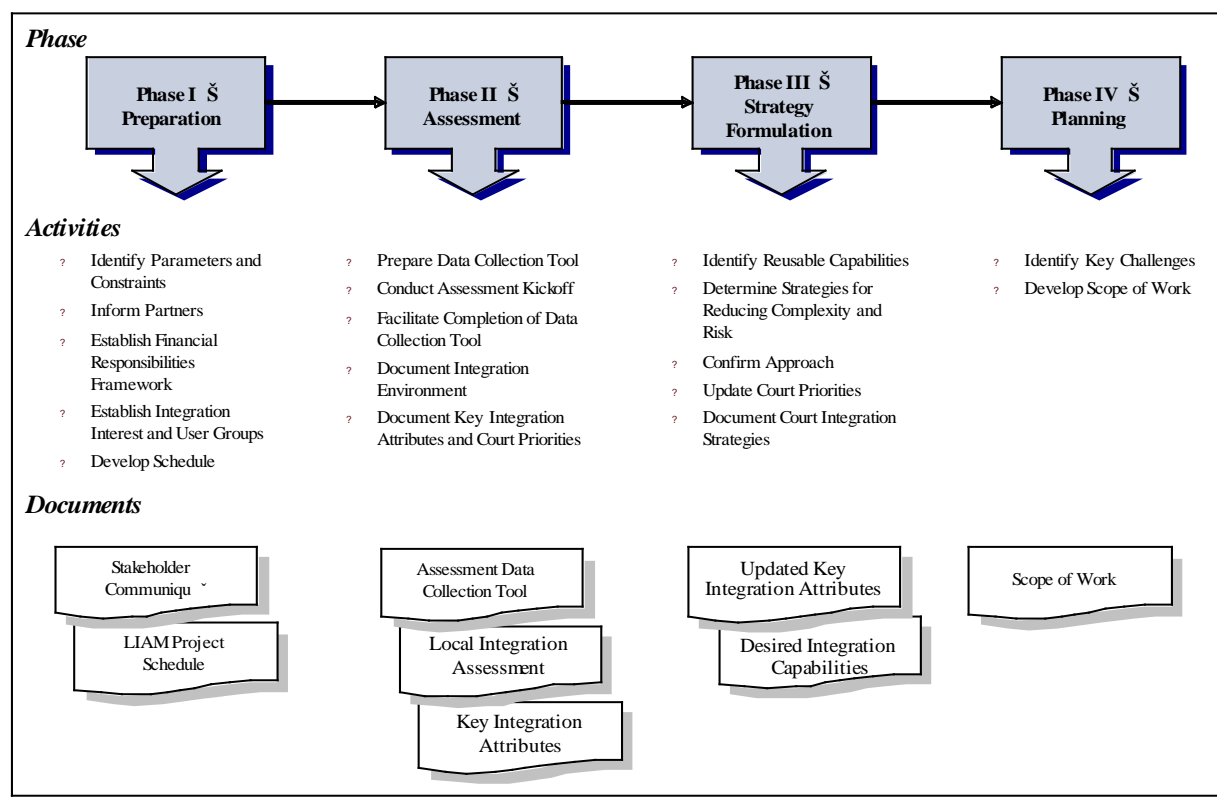 Phase
Phase I Š
Preparation
Phase II Š
Assessment
Phase III Š
Strategy
Formulation
Phase IV Š
Planning
Activities
? Identify Parameters and
Constraints
? Inform Partners
? Establish Financial
Responsibilities
Framework
? Establish Integration
Interest and User Groups
? Develop Schedule
? Prepare Data Collection Tool
? Conduct Assessment Kickoff
? Facilitate Completion of Data
Collection Tool
? Document Integration
Environment
? Document Key Integration
Attributes and Court Priorities
? Identify Reusable Capabilities
? Determine Strategies for
Reducing Complexity and
Risk
? Confirm Approach
? Update Court Priorities
? Document Court Integration
Strategies
? Identify Key Challenges
? Develop Scope of Work
Documents
Stakeholder
Communiqu ˇ
LIAM Project
Schedule
Assessment Data
Collection Tool
Local Integration
Assessment
Key Integration
Attributes
Updated Key
Integration Attributes
Desired Integration
Capabilities
Scope of Work